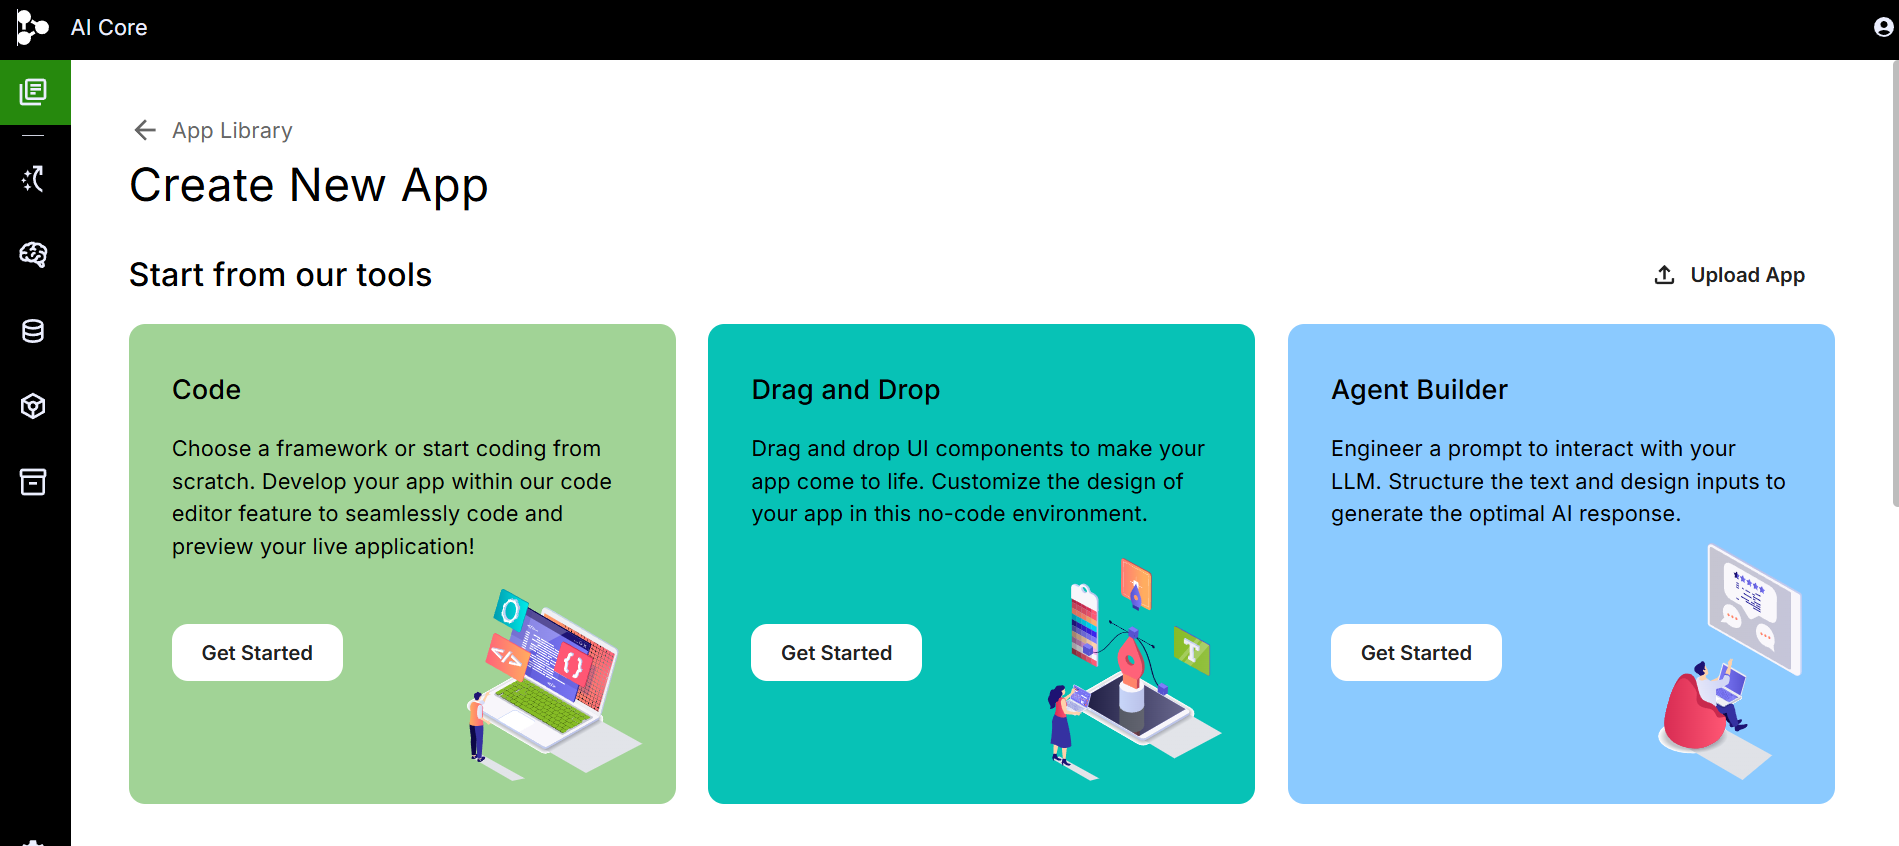 AI Core
App Library
Create New App
Start from our tools
Upload App
Code
Choose a framework or start coding from
scratch. Develop your app within our code
editor feature to seamlessly code and
preview your live application!
Get Started
Drag and Drop
Drag and drop UI components to make your
app come to life. Customize the design of
your app in this no-code environment.
Get Started
Agent Builder
Engineer a prompt to interact with your
LLM. Structure the text and design inputs to
generate the optimal AI response.
Get Started